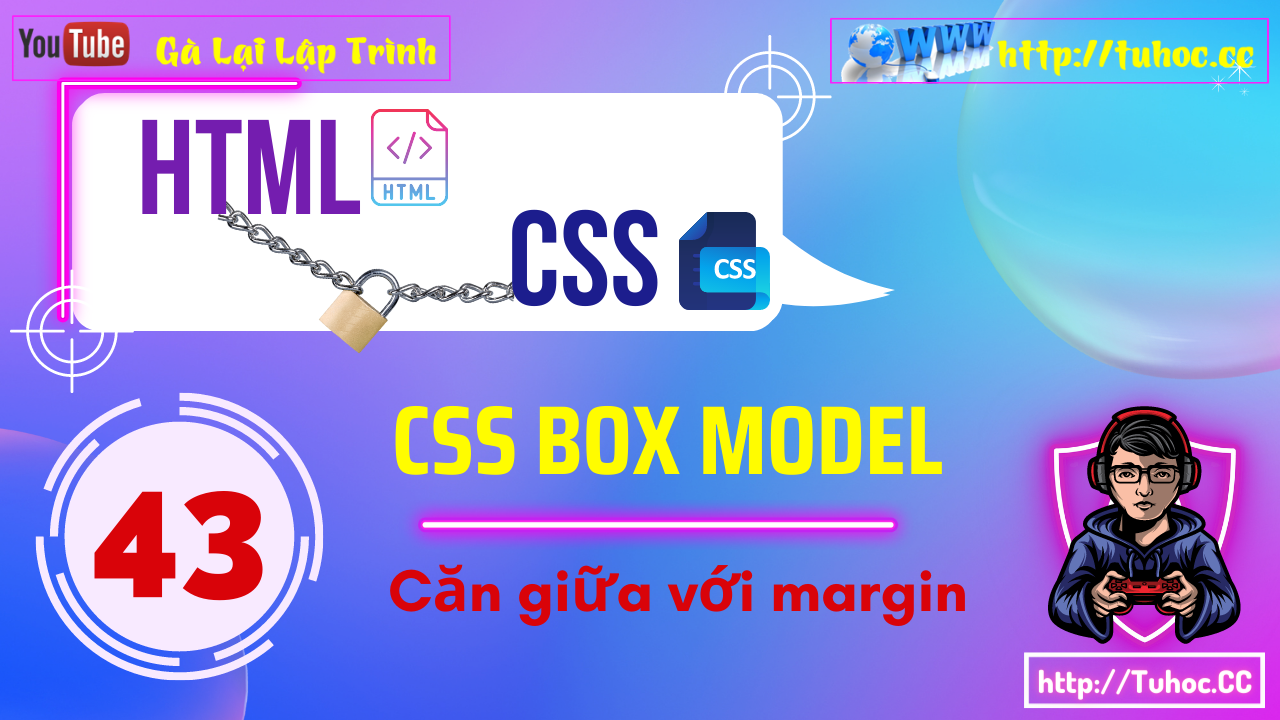 YouTube Gà Lại Lập Trình
WWW http://tuhoc.cc
HTML
</>
HTML
CSS
CSS
CSS BOX MODEL
43
Căn giữa với margin
http://Tuhoc.CC